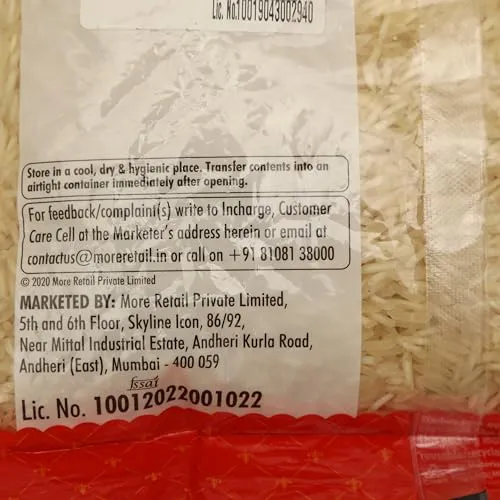 Lic. No.10019043002940
Store in a cool, dry & hygienic place. Transfer contents into an
airtight container immediately after opening.
For feedback/complaint(s) write to Incharge, Customer
Care Cell at the Marketer's address herein or email at
contactus@moreretail.in or call on +91 81081 38000
© 2020 More Retail Private Limited
MARKETED BY: More Retail Private Limited,
5th and 6th Floor, Skyline Icon, 86/92,
Near Mittal Industrial Estate, Andheri Kurla Road,
Andheri (East), Mumbai - 400 059
fssai
Lic. No. 10012022001022